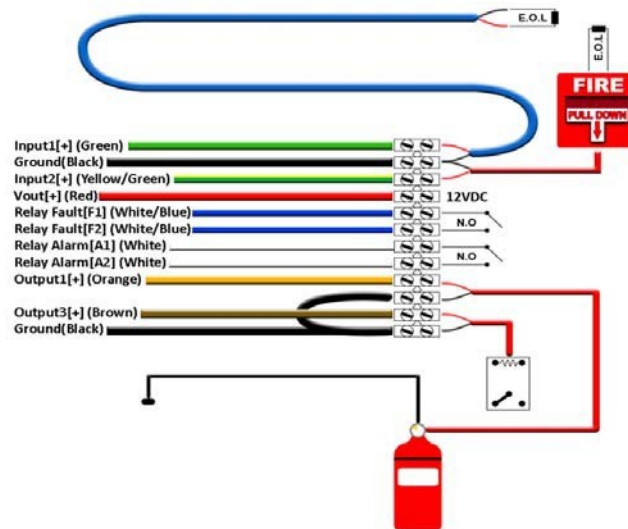 E.O.L
E.O.L
FIRE
PULL DOWN
Input1[+] (Green)
Ground(Black)
Input2[+] (Yellow/Green)
Vout[+] (Red)
12VDC
Relay Fault[F1] (White/Blue)
Relay Fault[F2] (White/Blue)
N.O
Relay Alarm[A1] (White)
Relay Alarm[A2] (White)
N.O
Output1[+] (Orange)
Output3[+] (Brown)
Ground(Black)